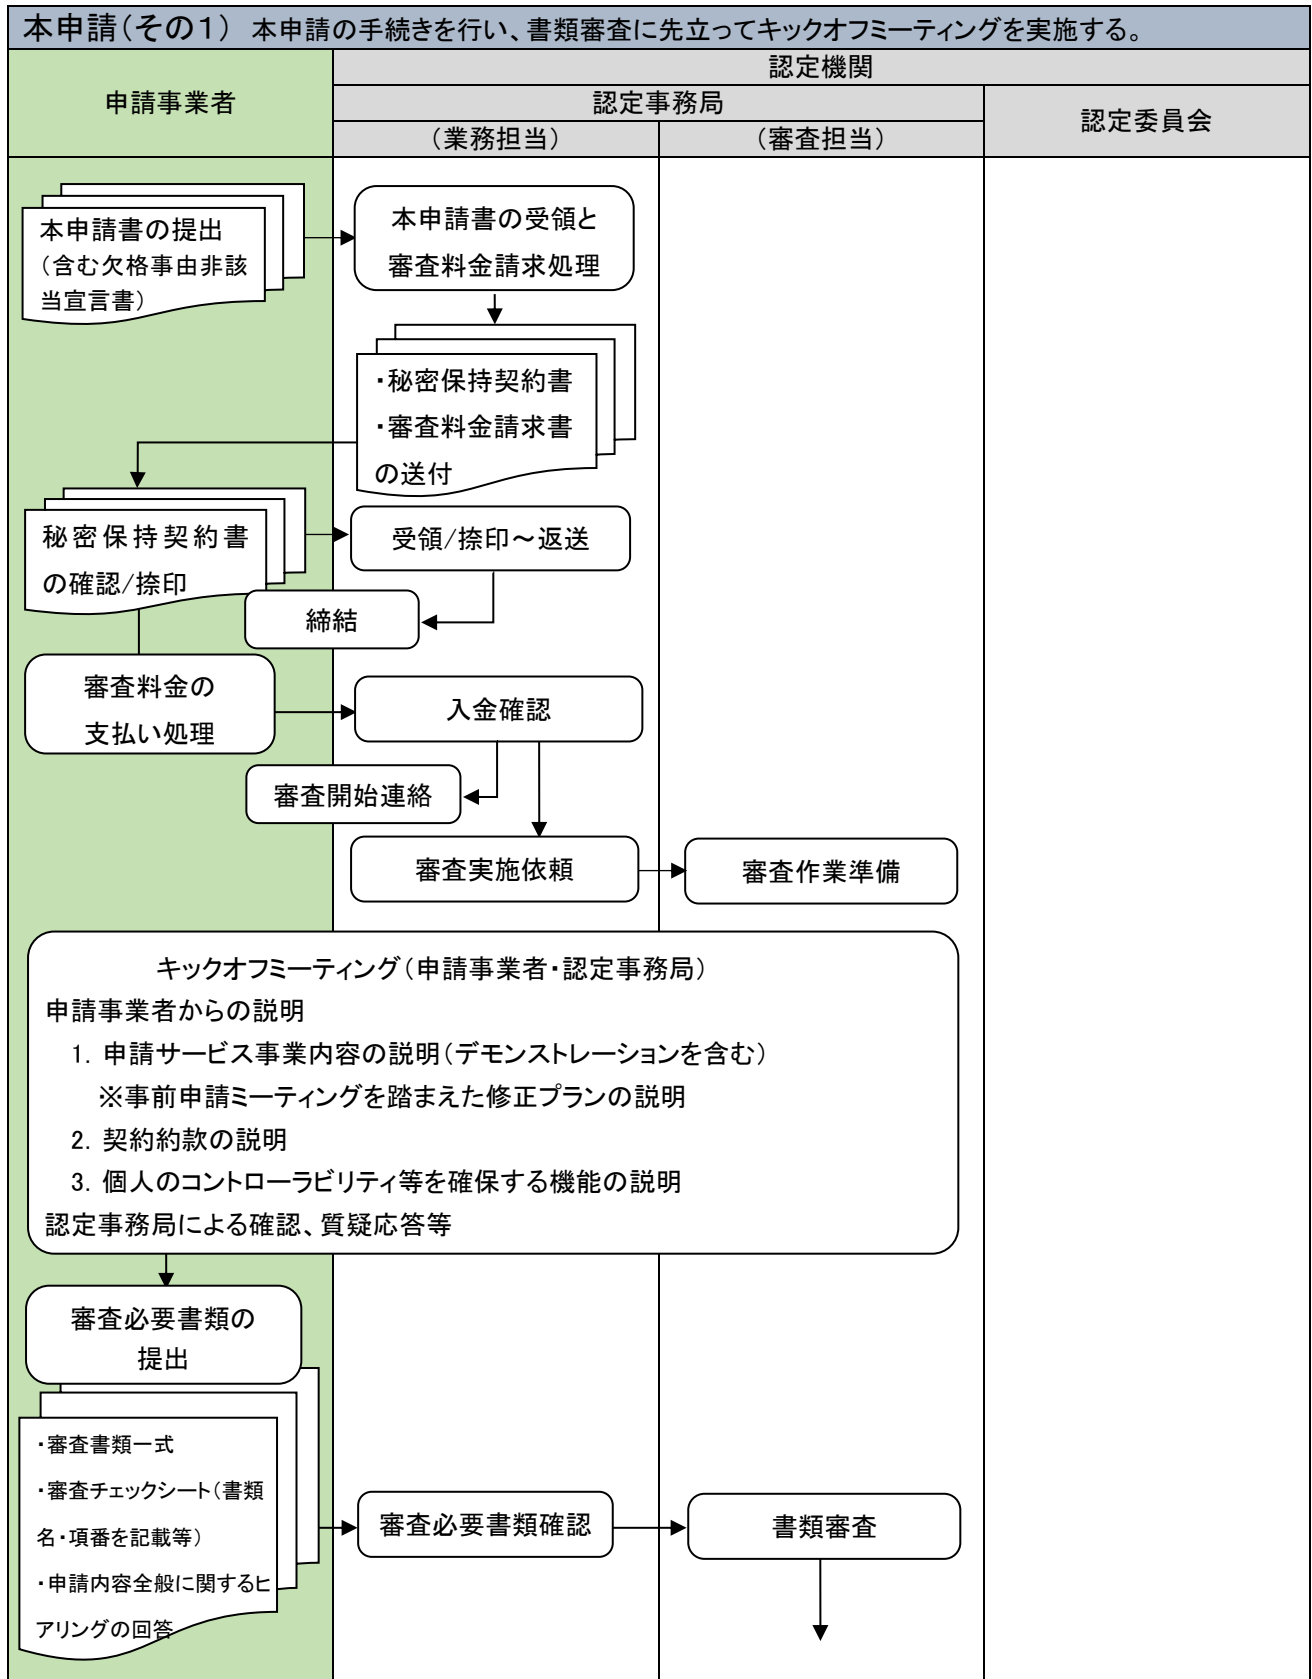 本申請(その1) 本申請の手続きを行い、書類審査に先立ってキックオフミーティングを実施する。
申請事業者
認定機関
認定事務局
認定委員会
(業務担当)
(審査担当)
本申請書の提出
(含む欠格事由非該
当宣言書)
本申請書の受領と
審査料金請求処理
・秘密保持契約書
・審査料金請求書
の送付
秘密保持契約書
の確認/捺印
受領/捺印～返送
締結
審査料金の
支払い処理
入金確認
審査開始連絡
審査実施依頼
審査作業準備
キックオフミーティング(申請事業者・認定事務局)
申請事業者からの説明
1. 申請サービス事業内容の説明(デモンストレーションを含む)
※事前申請ミーティングを踏まえた修正プランの説明
2. 契約約款の説明
3. 個人のコントローラビリティ等を確保する機能の説明
認定事務局による確認、質疑応答等
審査必要書類の
提出
・審査書類一式
・審査チェックシート(書類
名・項番を記載等)
・申請内容全般に関するヒ
アリングの回答
審査必要書類確認
書類審査